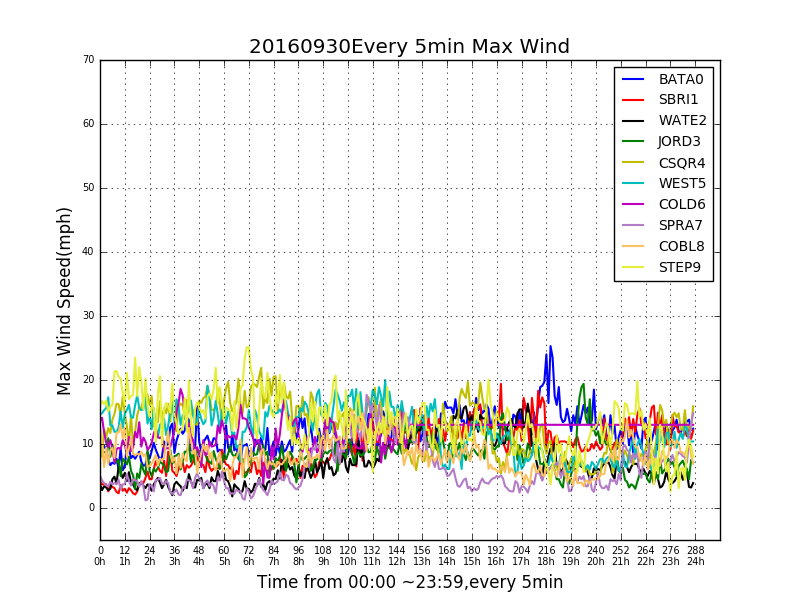 20160930Every 5min Max Wind
70
60
50
40
30
20
10
0
Max Wind Speed(mph)
BATA0
SBRI1
WATE2
JORD3
CSQR4
WEST5
COLD6
SPRA7
COBL8
STEP9
0 12 24 36 48 60 72 84 96 108 120 132 144 156 168 180 192 204 216 228 240 252 264 276 288
0h 1h 2h 3h 4h 5h 6h 7h 8h 9h 10h 11h 12h 13h 14h 15h 16h 17h 18h 19h 20h 21h 22h 23h 24h
Time from 00:00 ~23:59,every 5min